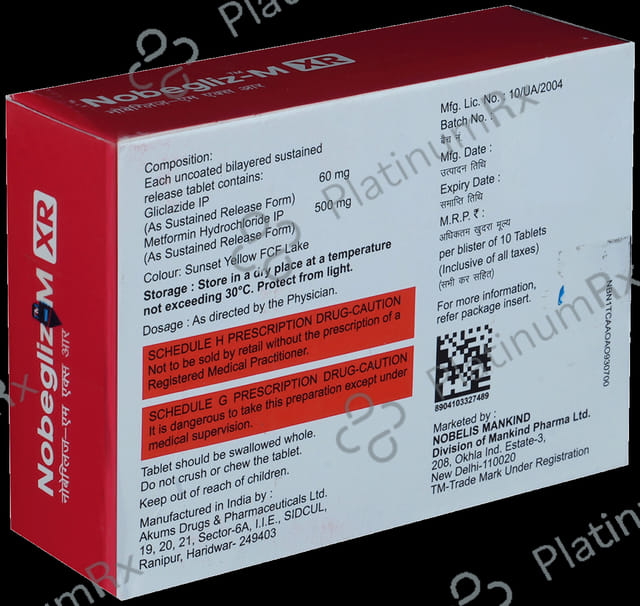 Nobegliz™-M XR
नोबेग्लिज-एम एक्स आर
Nobegliz-M XR
नोबेग्लिज-एम एक्स आर
Composition:
Each uncoated bilayered sustained
release tablet contains:
Gliclazide IP 60 mg
(As Sustained Release Form)
Metformin Hydrochloride IP 500 mg
(As Sustained Release Form)
Colour: Sunset Yellow FCF Lake
Storage : Store in a dry place at a temperature
not exceeding 30°C. Protect from light.
Dosage : As directed by the Physician.
SCHEDULE H PRESCRIPTION DRUG-CAUTION
Not to be sold by retail without the prescription of a
Registered Medical Practitioner.
SCHEDULE G PRESCRIPTION DRUG-CAUTION
It is dangerous to take this preparation except under
medical supervision.
Tablet should be swallowed whole.
Do not crush or chew the tablet.
Keep out of reach of children.
Manufactured in India by :
Akums Drugs & Pharmaceuticals Ltd.
19, 20, 21, Sector-6A, I.I.E., SIDCUL,
Ranipur, Haridwar- 249403
Mfg. Lic. No. : 10/UA/2004
Batch No. :
बैच नं.
Mfg. Date :
उत्पादन तिथि
Expiry Date :
समाप्ति तिथि
M.R.P. ₹ :
अधिकतम खुदरा मूल्य
per blister of 10 Tablets
(Inclusive of all taxes)
(सभी कर सहित)
For more information,
refer package insert.
8904103327489
Marketed by :
NOBELIS MANKIND
Division of Mankind Pharma Ltd.
208, Okhla Ind. Estate-3,
New Delhi-110020
TM-Trade Mark Under Registration
PlatinumRx
PlatinumRx
PlatinumRx
PlatinumRx
PlatinumRx